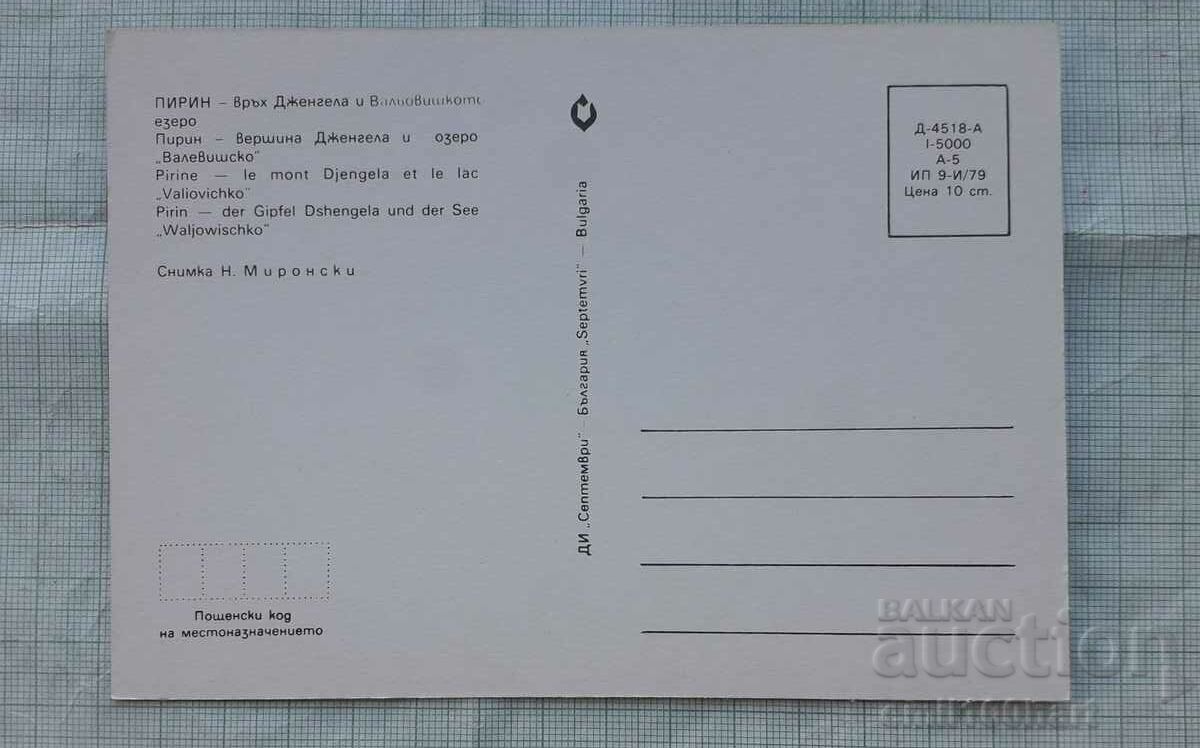 ПИРИН – връх Дженгела и Вальовишкото
езеро
Пирин – вершина Дженгела и озеро
„Валевишско"
Pirine — le mont Djengela et le lac
„Valiovichko"
Pirin — der Gipfel Dshengela und der See
„Waljowischko"
Снимка Н. Миронски
Пощенски код
на местоназначението
ДИ „Септември" — България „Septemvri" — Bulgaria
Д-4518-А
I-5000
А-5
ИП 9-И/79
Цена 10 ст.
BALKAN
auction